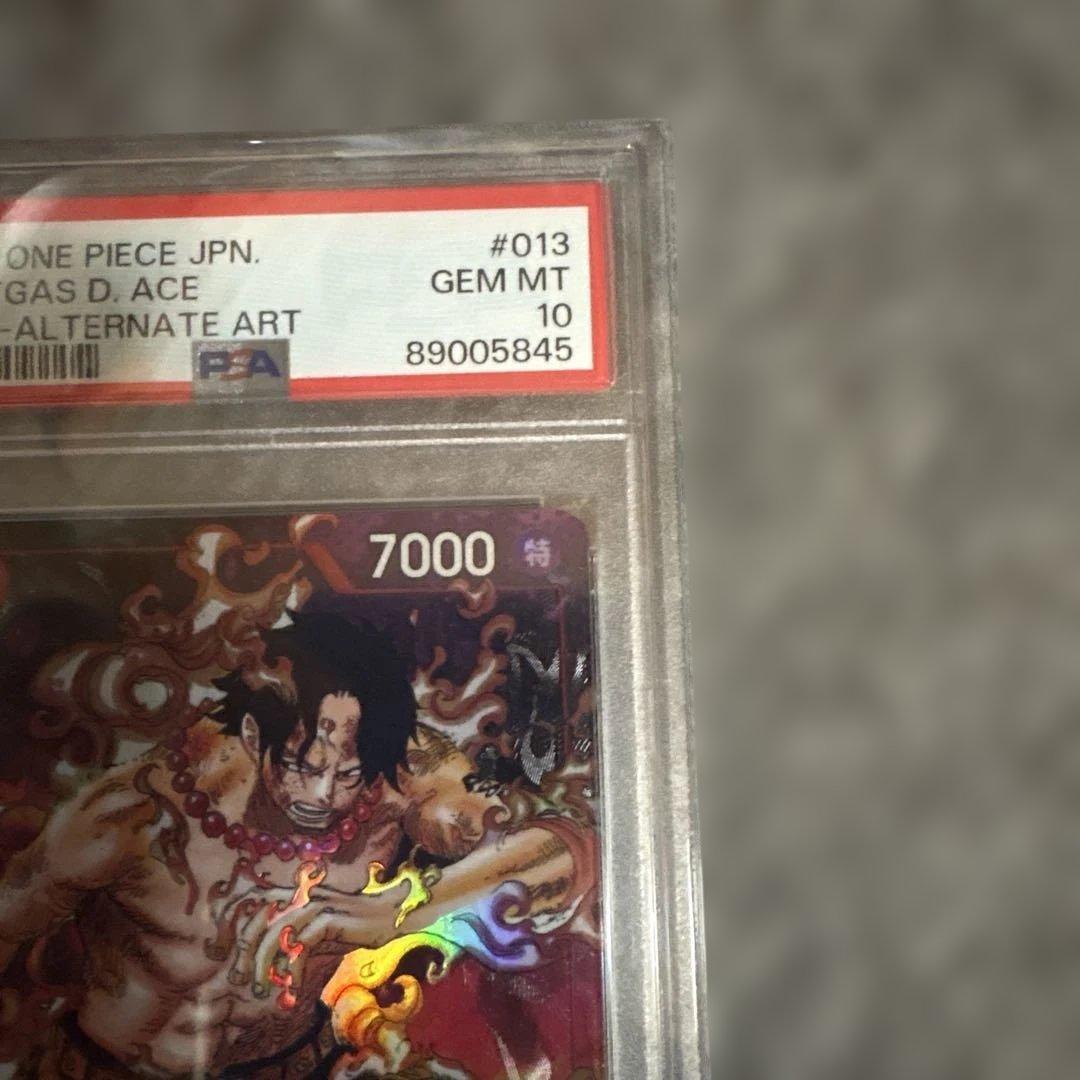 ONE PIECE JPN. #013
GAS D. ACE GEM MT
-ALTERNATE ART 10
PSA 89005845
7000 特